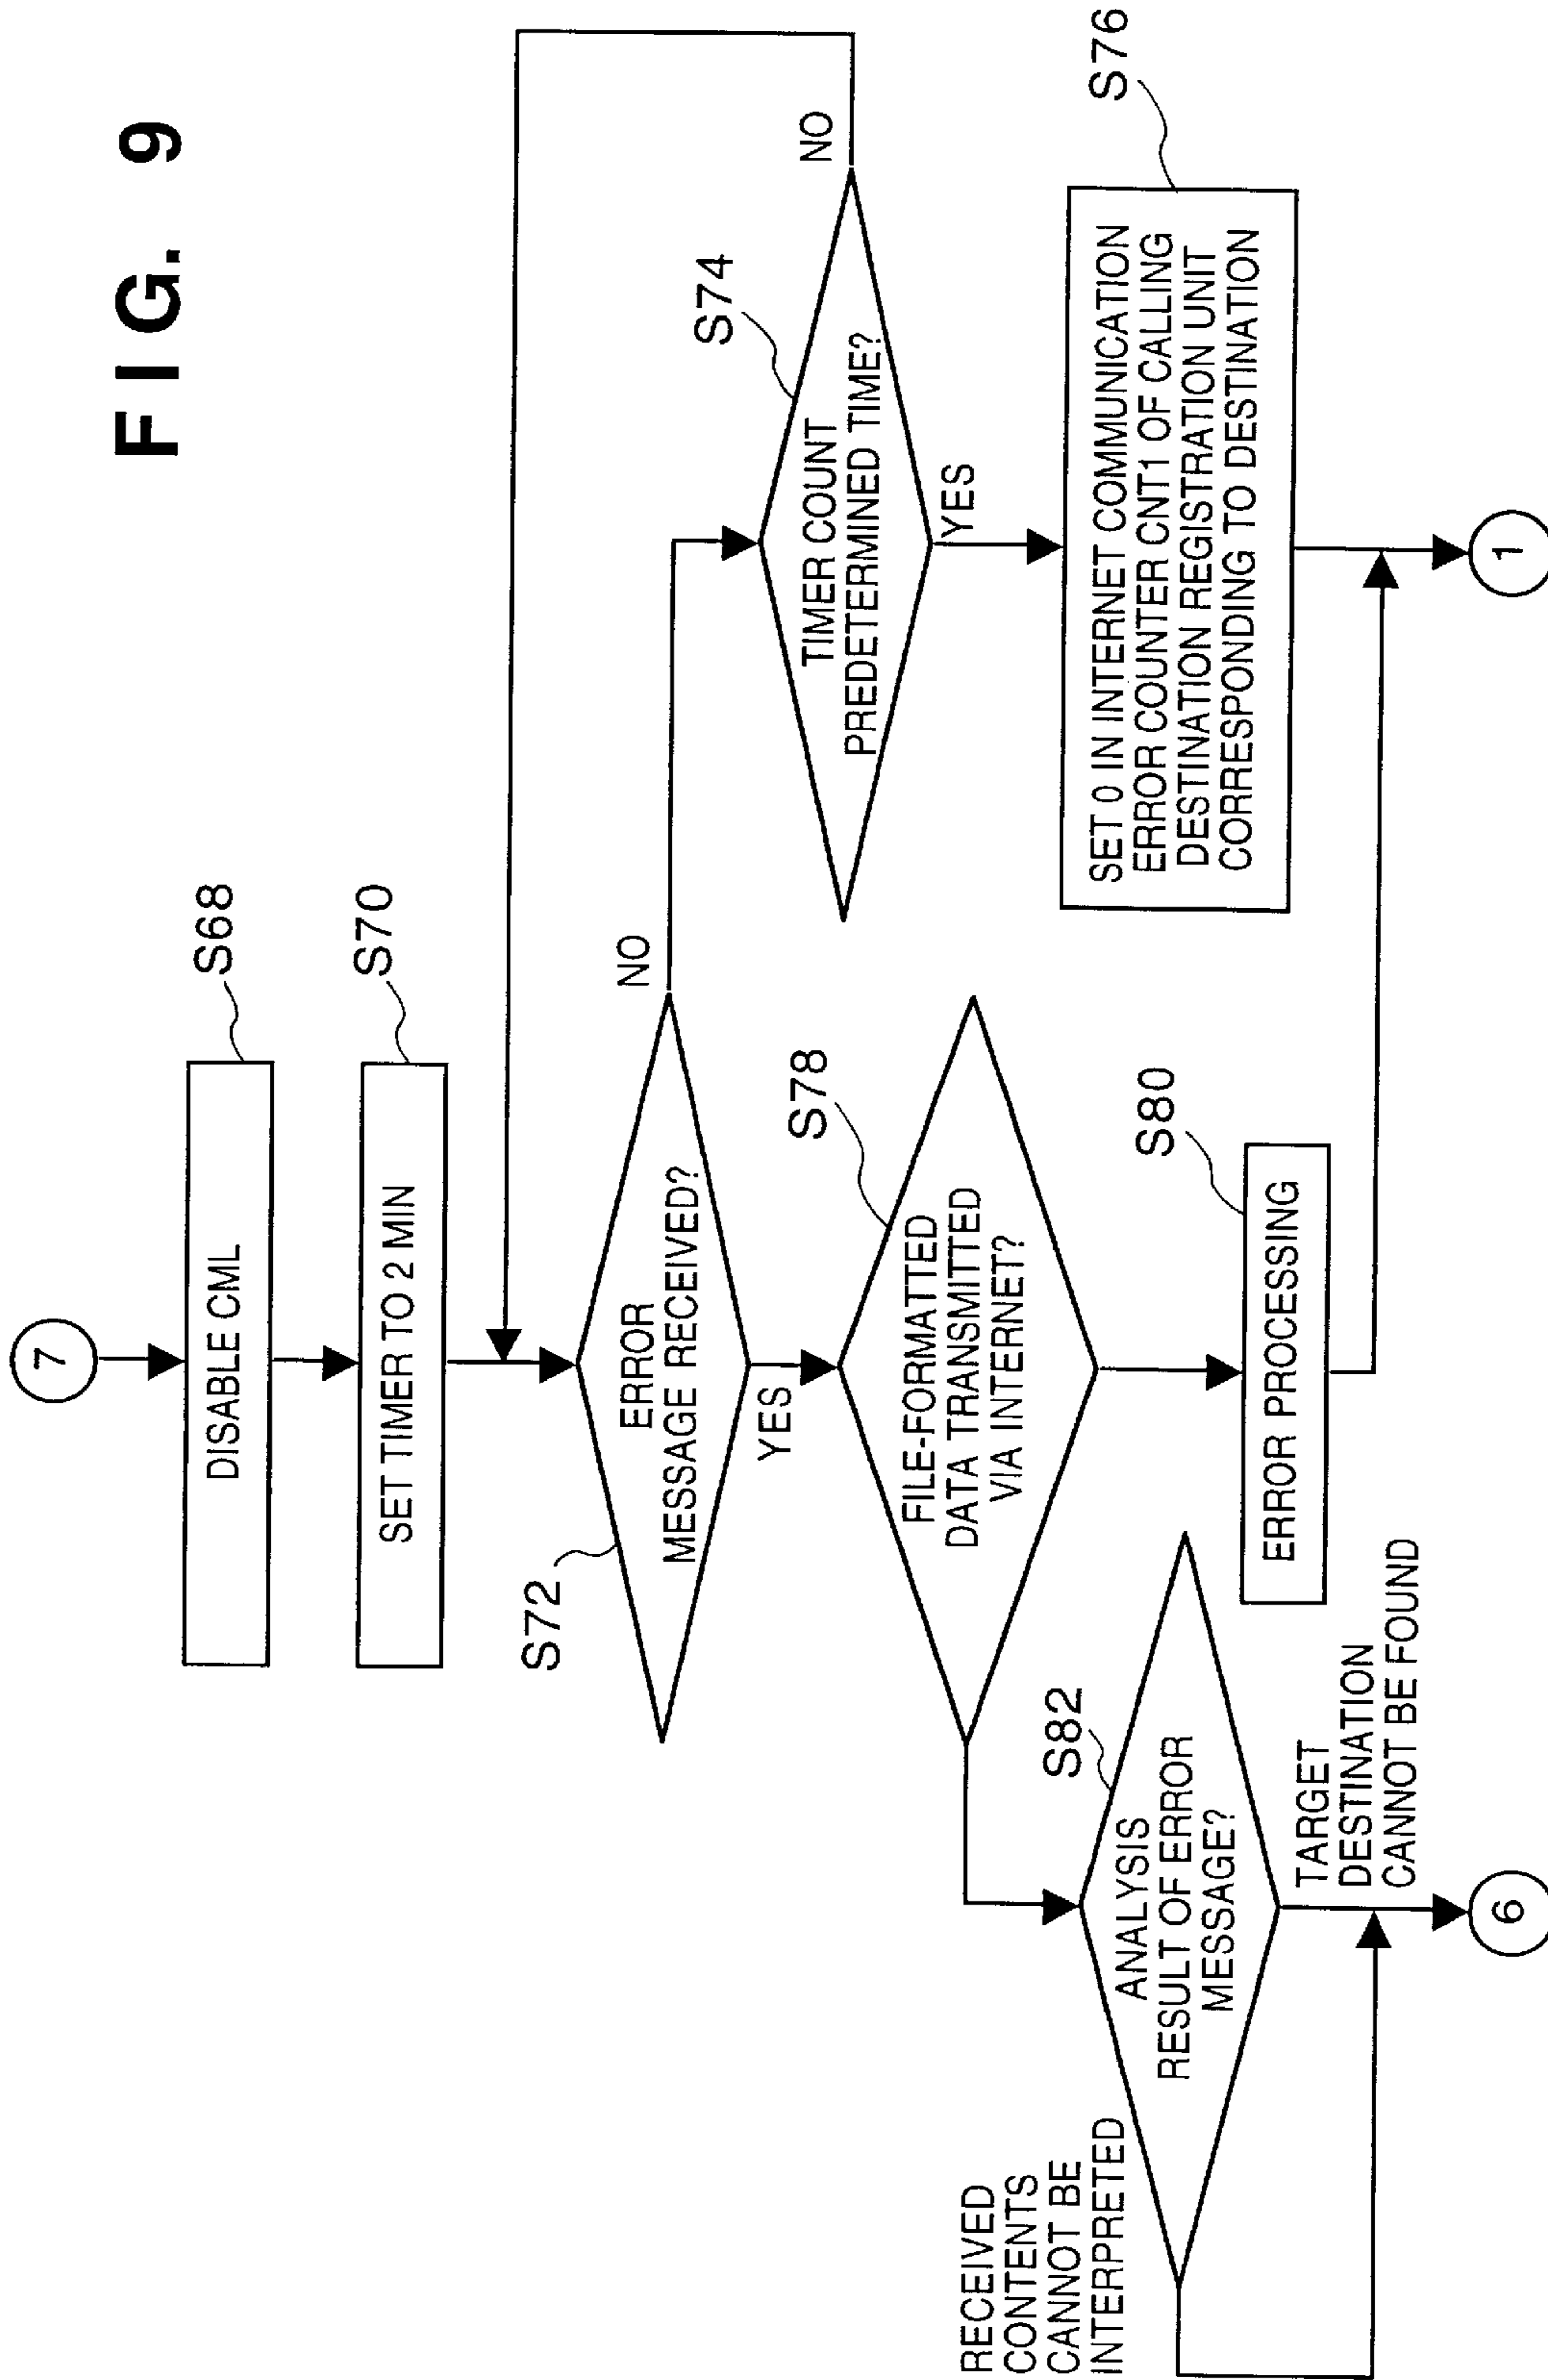 FIG. 9
7
DISABLE CML
S68
SET TIMER TO 2 MIN
S70
S72
ERROR
MESSAGE RECEIVED?
NO
YES
TIMER COUNT
PREDETERMINED TIME?
S74
NO
YES
SET 0 IN INTERNET COMMUNICATION
ERROR COUNTER CNT1 OF CALLING
DESTINATION REGISTRATION UNIT
CORRESPONDING TO DESTINATION
S76
FILE-FORMATTED
DATA TRANSMITTED
VIA INTERNET?
S78
ERROR PROCESSING
S80
S82
ANALYSIS
RESULT OF ERROR
MESSAGE?
RECEIVED
CONTENTS
CANNOT BE
INTERPRETED
TARGET
DESTINATION
CANNOT BE FOUND
6
1